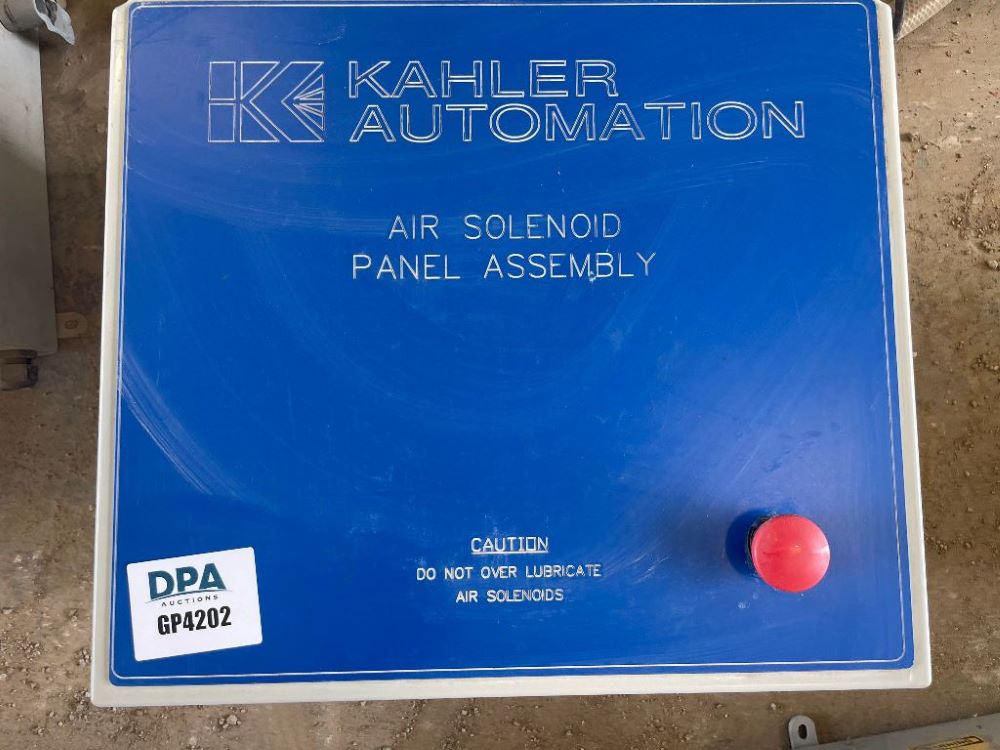 KAHLER
AUTOMATION
AIR SOLENOID
PANEL ASSEMBLY
CAUTION
DO NOT OVER LUBRICATE
AIR SOLENOIDS
DPA
AUCTIONS
GP4202